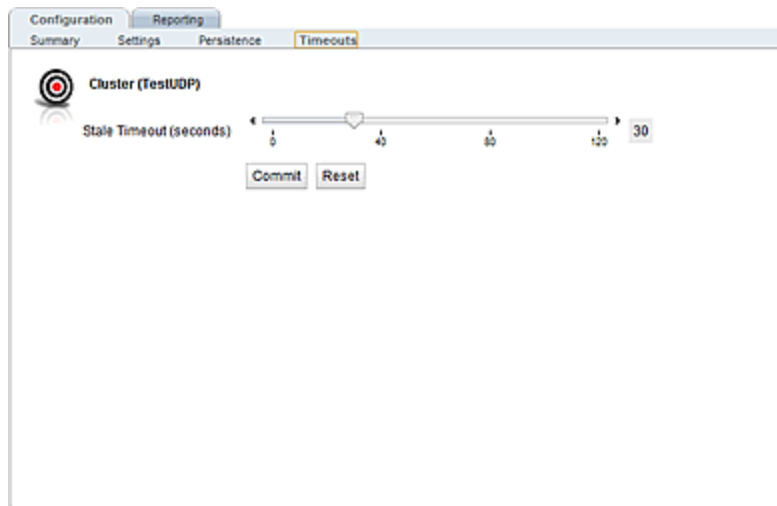 Configuration Reporting
Summary Settings Persistence Timeouts
Cluster (TestUDP)
Stale Timeout (seconds) 30
0 40 80 120
Commit Reset